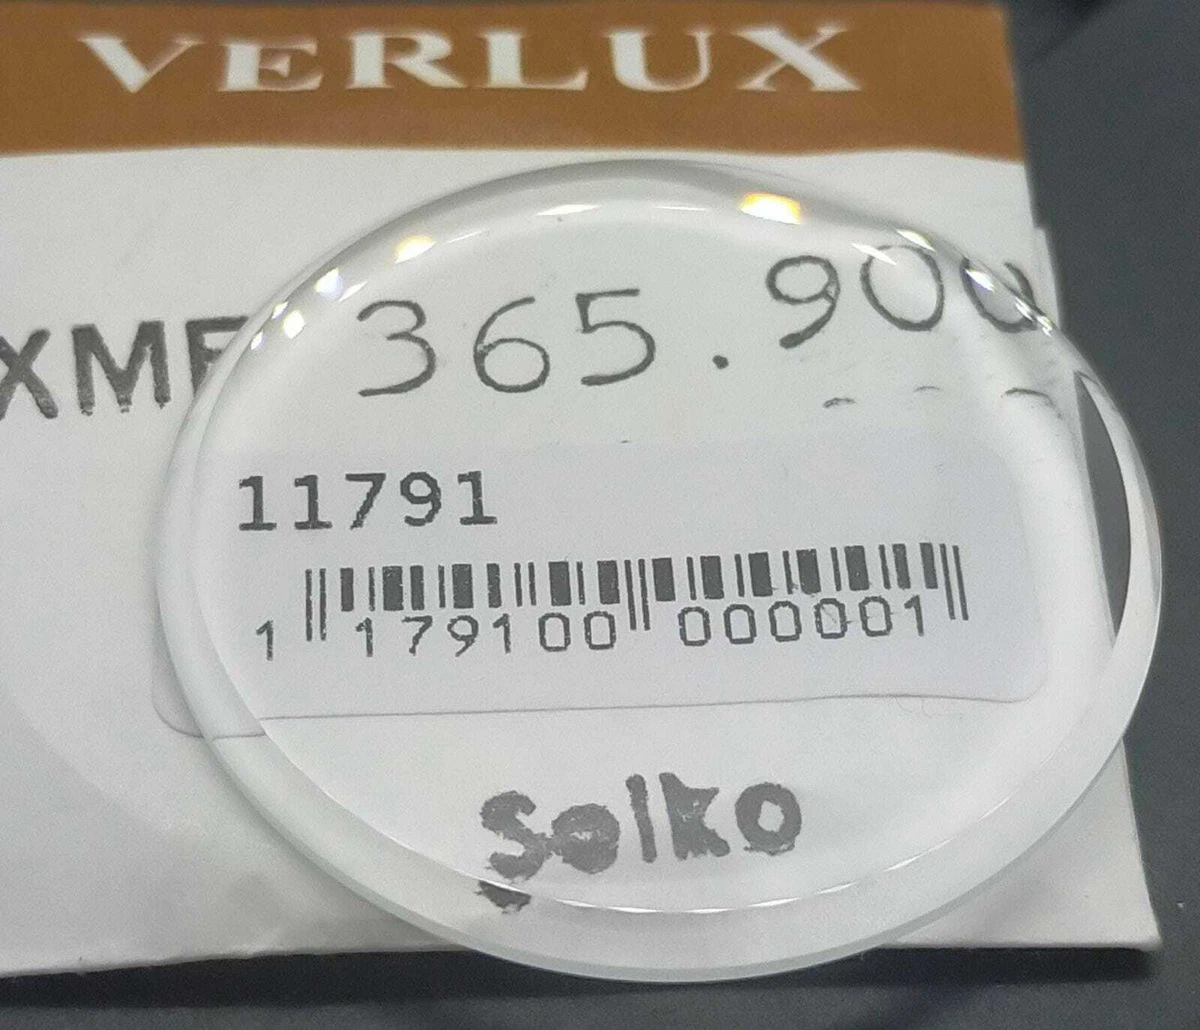 VERLUX
XMF
365.900
11791
1 179100 000001
Seiko